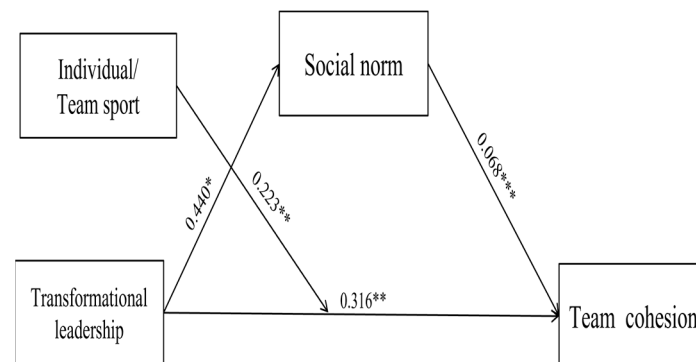 Individual/
Team sport
Social norm
0.440*
0.223**
0.068***
0.316**
Transformational
leadership
Team cohesion